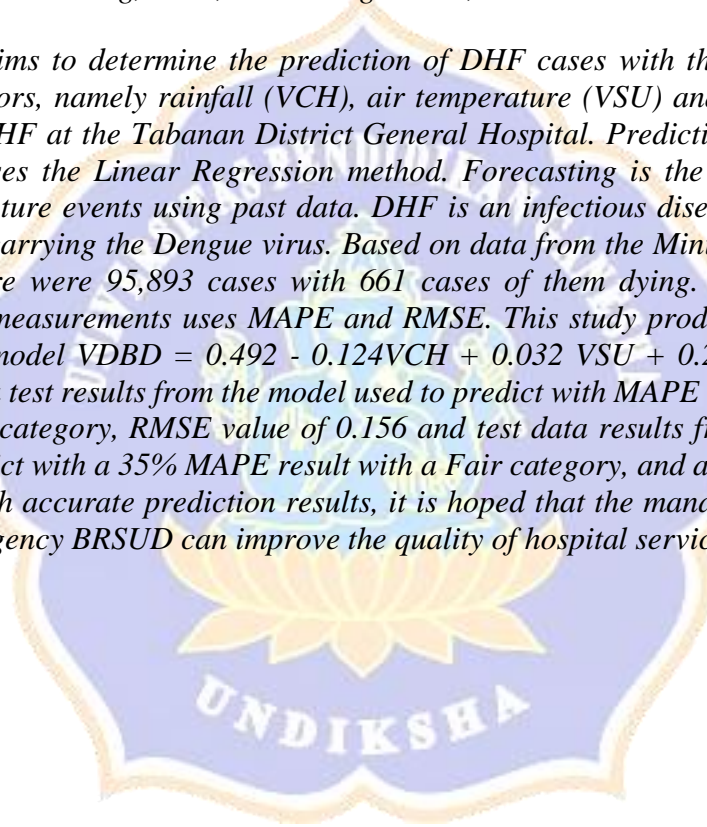 ims to determine the prediction of DHF cases with th
ors, namely rainfall (VCH), air temperature (VSU) and
HF at the Tabanan District General Hospital. Predicti
es the Linear Regression method. Forecasting is the
ture events using past data. DHF is an infectious dise
arrying the Dengue virus. Based on data from the Mini
re were 95,893 cases with 661 cases of them dying.
measurements uses MAPE and RMSE. This study prod
model VDBD = 0.492 - 0.124VCH + 0.032 VSU + 0.2
test results from the model used to predict with MAPE
category, RMSE value of 0.156 and test data results f
ct with a 35% MAPE result with a Fair category, and a
h accurate prediction results, it is hoped that the mana
gency BRSUD can improve the quality of hospital servic
UNDIKSHA